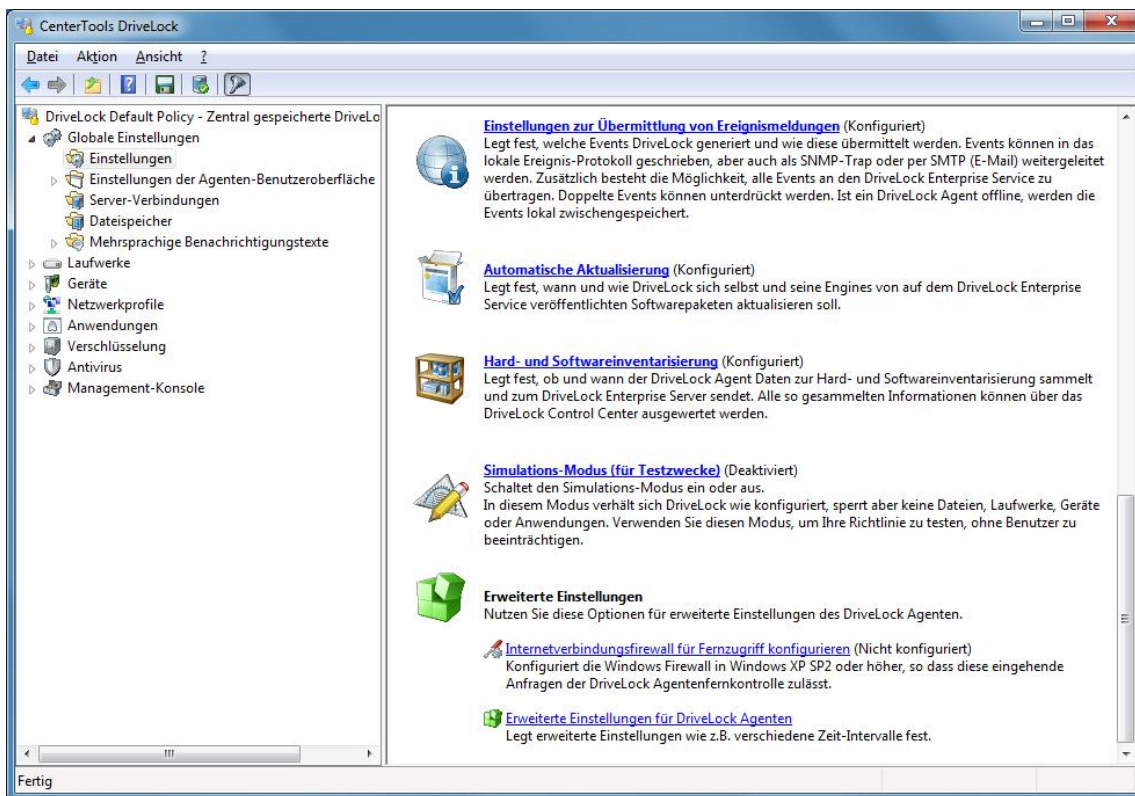 CenterTools DriveLock
Datei Aktion Ansicht ?
DriveLock Default Policy - Zentral gespeicherte DriveLo
Globale Einstellungen
Einstellungen
Einstellungen der Agenten-Benutzeroberfläche
Server-Verbindungen
Dateispeicher
Mehrsprachige Benachrichtigungstexte
Laufwerke
Geräte
Netzwerkprofile
Anwendungen
Verschlüsselung
Antivirus
Management-Konsole
Einstellungen zur Übermittlung von Ereignismeldungen (Konfiguriert)
Legt fest, welche Events DriveLock generiert und wie diese übermittelt werden. Events können in das
lokale Ereignis-Protokoll geschrieben, aber auch als SNMP-Trap oder per SMTP (E-Mail) weitergeleitet
werden. Zusätzlich besteht die Möglichkeit, alle Events an den DriveLock Enterprise Service zu
übertragen. Doppelte Events können unterdrückt werden. Ist ein DriveLock Agent offline, werden die
Events lokal zwischengespeichert.
Automatische Aktualisierung (Konfiguriert)
Legt fest, wann und wie DriveLock sich selbst und seine Engines von auf dem DriveLock Enterprise
Service veröffentlichten Softwarepaketen aktualisieren soll.
Hard- und Softwareinventarisierung (Konfiguriert)
Legt fest, ob und wann der DriveLock Agent Daten zur Hard- und Softwareinventarisierung sammelt
und zum DriveLock Enterprise Server sendet. Alle so gesammelten Informationen können über das
DriveLock Control Center ausgewertet werden.
Simulations-Modus (für Testzwecke) (Deaktiviert)
Schaltet den Simulations-Modus ein oder aus.
In diesem Modus verhält sich DriveLock wie konfiguriert, sperrt aber keine Dateien, Laufwerke, Geräte
oder Anwendungen. Verwenden Sie diesen Modus, um Ihre Richtlinie zu testen, ohne Benutzer zu
beeinträchtigen.
Erweiterte Einstellungen
Nutzen Sie diese Optionen für erweiterte Einstellungen des DriveLock Agenten.
Internetverbindungsfirewall für Fernzugriff konfigurieren (Nicht konfiguriert)
Konfiguriert die Windows Firewall in Windows XP SP2 oder höher, so dass diese eingehende
Anfragen der DriveLock Agentenfernkontrolle zulässt.
Erweiterte Einstellungen für DriveLock Agenten
Legt erweiterte Einstellungen wie z.B. verschiedene Zeit-Intervalle fest.
Fertig